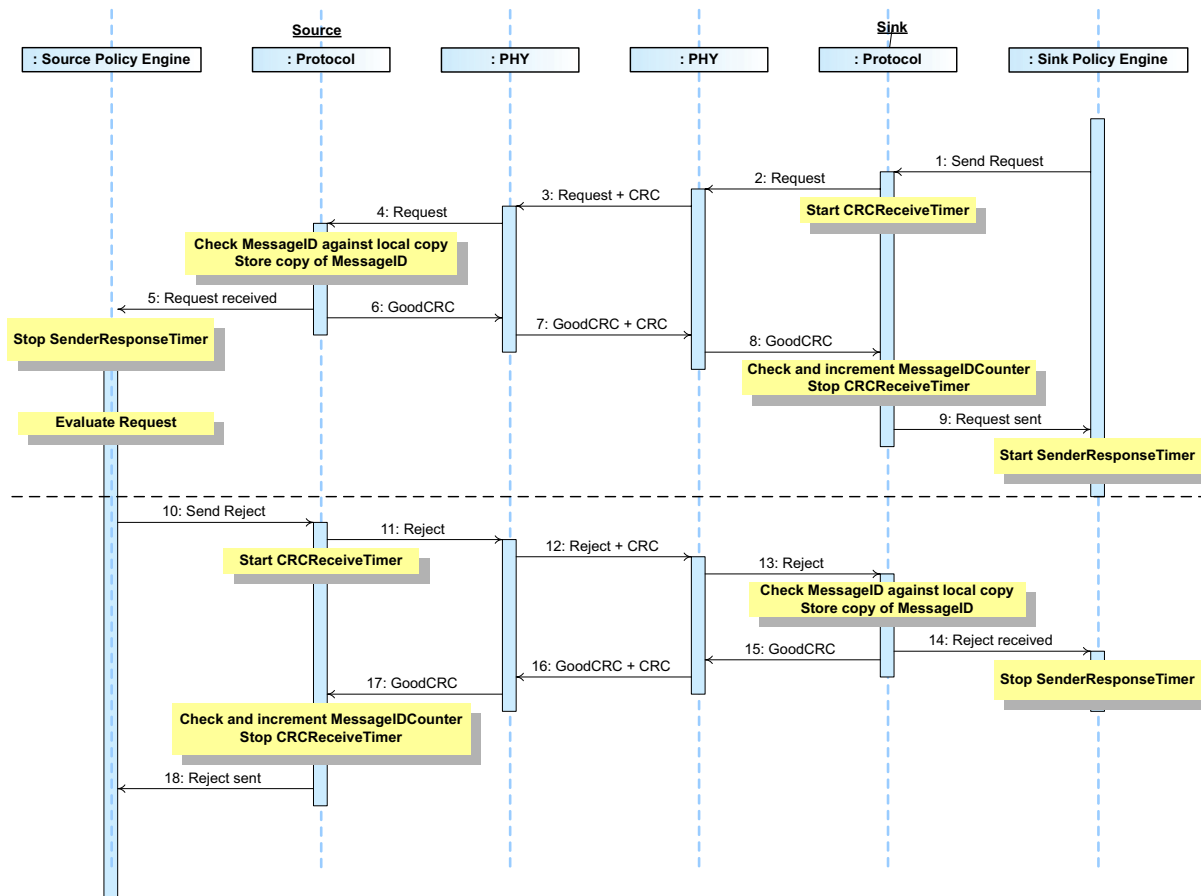 Source
Sink
: Source Policy Engine
: Protocol
: PHY
: PHY
: Protocol
: Sink Policy Engine
1: Send Request
2: Request
3: Request + CRC
Start CRCReceiveTimer
4: Request
Check MessageID against local copy
Store copy of MessageID
5: Request received
6: GoodCRC
7: GoodCRC + CRC
Stop SenderResponseTimer
8: GoodCRC
Check and increment MessageIDCounter
Stop CRCReceiveTimer
Evaluate Request
9: Request sent
Start SenderResponseTimer
10: Send Reject
11: Reject
Start CRCReceiveTimer
12: Reject + CRC
13: Reject
Check MessageID against local copy
Store copy of MessageID
14: Reject received
15: GoodCRC
16: GoodCRC + CRC
Stop SenderResponseTimer
17: GoodCRC
Check and increment MessageIDCounter
Stop CRCReceiveTimer
18: Reject sent